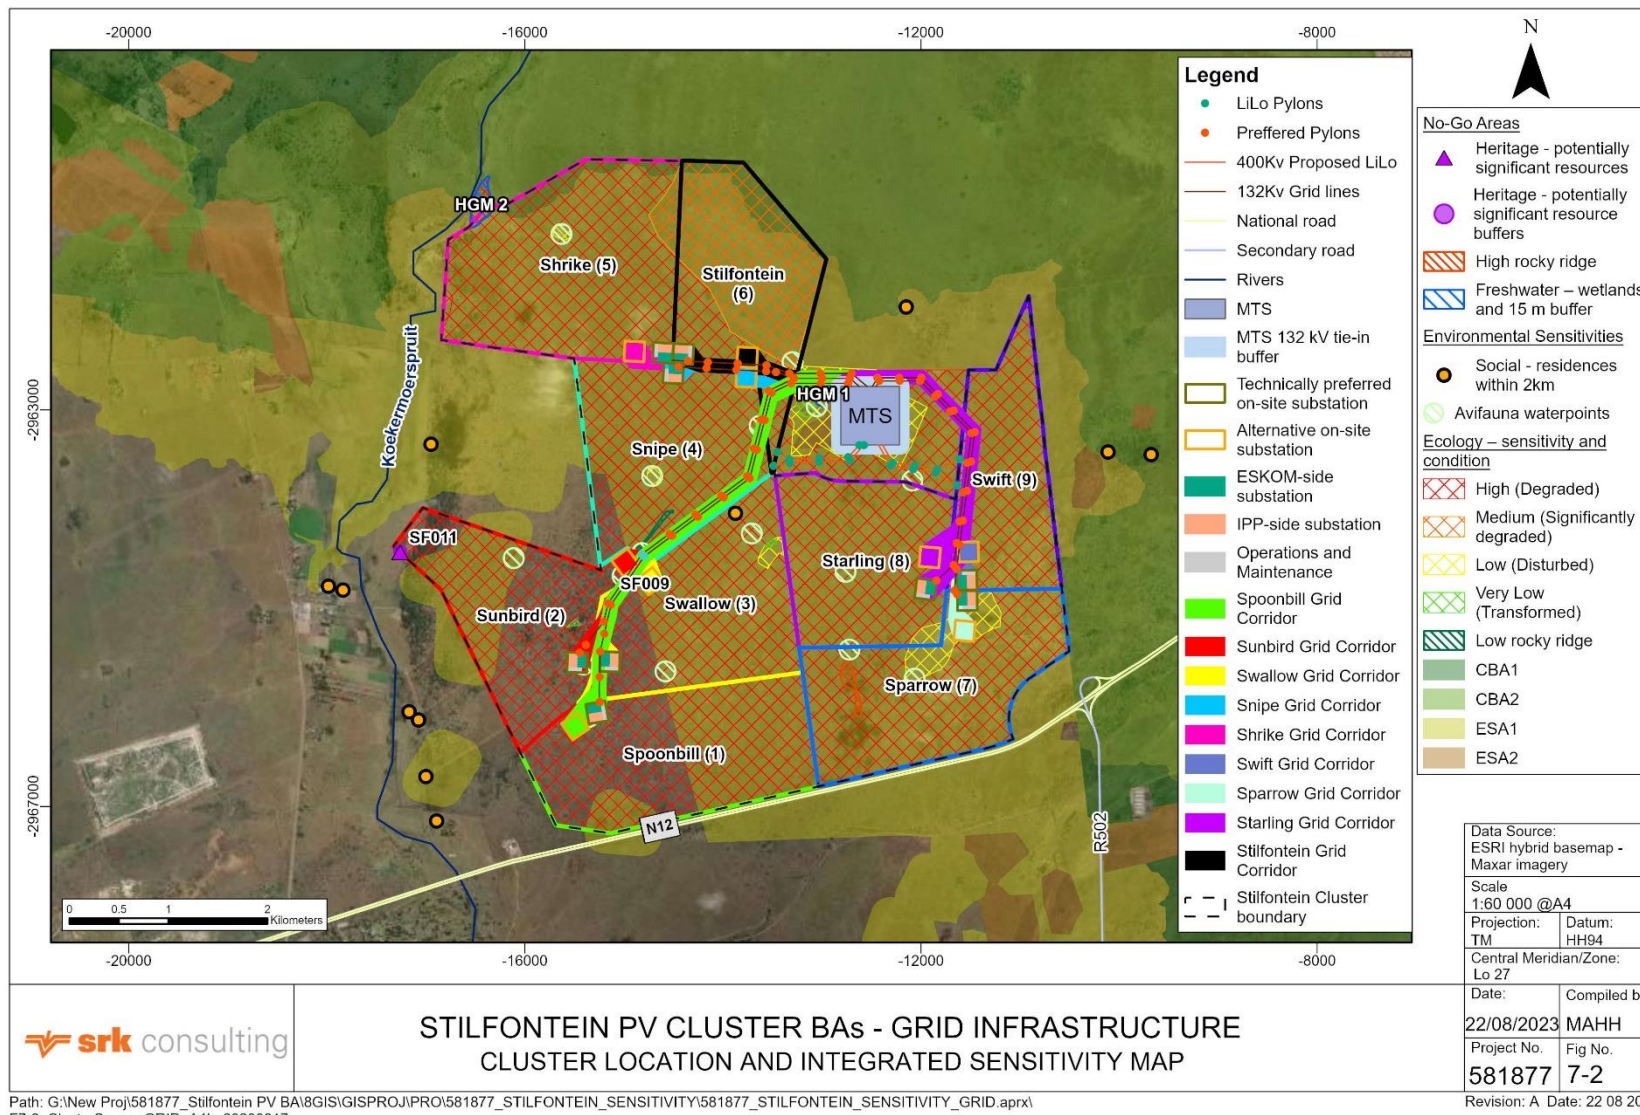 -20000
-16000
-12000
-8000
N
-2963000
-2967000
HGM 2
Shrike (5)
Stilfontein
(6)
Koekermoerspruit
HGM 1
MTS
Snipe (4)
Swift (9)
SF011
Starling (8)
SF009
Swallow (3)
Sunbird (2)
Sparrow (7)
Spoonbill (1)
N12
R502
0
0.5
1
2
Kilometers
-20000
-16000
-12000
-8000
Legend
LiLo Pylons
Preffered Pylons
400Kv Proposed LiLo
132Kv Grid lines
National road
Secondary road
Rivers
MTS
MTS 132 kV tie-in
buffer
Technically preferred
on-site substation
Alternative on-site
substation
ESKOM-side
substation
IPP-side substation
Operations and
Maintenance
Spoonbill Grid
Corridor
Sunbird Grid Corridor
Swallow Grid Corridor
Snipe Grid Corridor
Shrike Grid Corridor
Swift Grid Corridor
Sparrow Grid Corridor
Starling Grid Corridor
Stilfontein Grid
Corridor
Stilfontein Cluster
boundary
No-Go Areas
Heritage - potentially
significant resources
Heritage - potentially
significant resource
buffers
High rocky ridge
Freshwater – wetlands
and 15 m buffer
Environmental Sensitivities
Social - residences
within 2km
Avifauna waterpoints
Ecology – sensitivity and
condition
High (Degraded)
Medium (Significantly
degraded)
Low (Disturbed)
Very Low
(Transformed)
Low rocky ridge
CBA1
CBA2
ESA1
ESA2
Data Source:
ESRI hybrid basemap -
Maxar imagery
Scale
1:60 000 @A4
Projection:
TM
Datum:
HH94
Central Meridian/Zone:
Lo 27
Date:
22/08/2023
Compiled b
MAHH
Project No.
581877
Fig No.
7-2
Revision: A Date: 22 08 20
srk consulting
STILFONTEIN PV CLUSTER BAs - GRID INFRASTRUCTURE
CLUSTER LOCATION AND INTEGRATED SENSITIVITY MAP
Path: G:\New Proj\581877_Stilfontein PV BA\8GIS\GISPROJ\PRO\581877_STILFONTEIN_SENSITIVITY\581877_STILFONTEIN_SENSITIVITY_GRID.aprx\